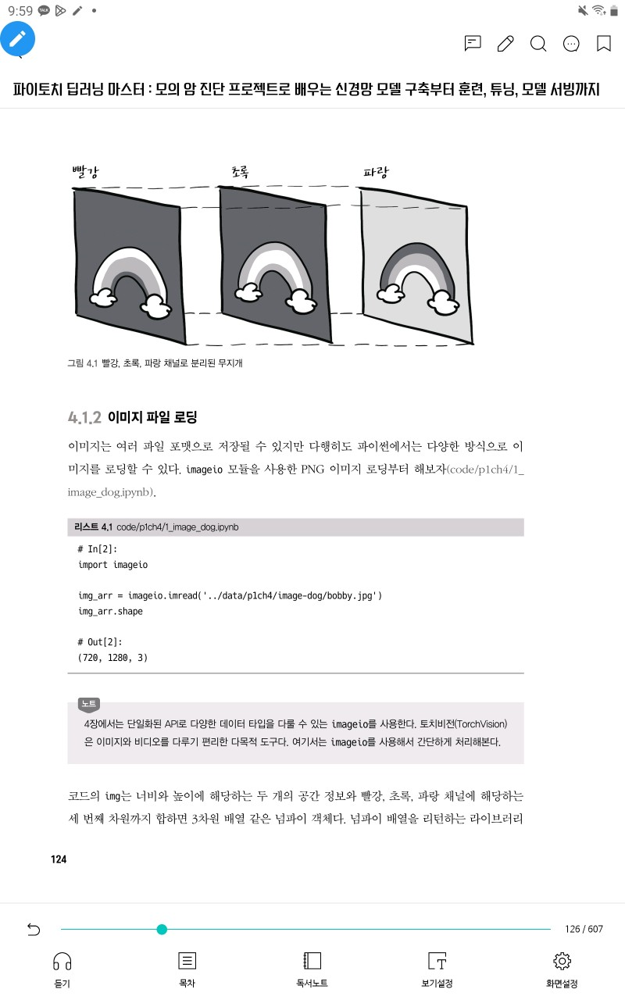 9:59
TALK
파이토치 딥러닝 마스터 : 모의 암 진단 프로젝트로 배우는 신경망 모델 구축부터 훈련, 튜닝, 모델 서빙까지
빨강 초록 파랑
그림 4.1 빨강, 초록, 파랑 채널로 분리된 무지개
4.1.2 이미지 파일 로딩
이미지는 여러 파일 포맷으로 저장될 수 있지만 다행히도 파이썬에서는 다양한 방식으로 이
미지를 로딩할 수 있다. imageio 모듈을 사용한 PNG 이미지 로딩부터 해보자(code/p1ch4/1_
image_dog.ipynb).
리스트 4.1 code/p1ch4/1_image_dog.ipynb
# In[2]:
import imageio
img_arr = imageio.imread('../data/p1ch4/image-dog/bobby.jpg')
img_arr.shape
# Out[2]:
(720, 1280, 3)
노트
4장에서는 단일화된 API로 다양한 데이터 타입을 다룰 수 있는 imageio를 사용한다. 토치비전(TorchVision)
은 이미지와 비디오를 다루기 편리한 다목적 도구다. 여기서는 imageio를 사용해서 간단하게 처리해본다.
코드의 img는 너비와 높이에 해당하는 두 개의 공간 정보와 빨강, 초록, 파랑 채널에 해당하는
세 번째 차원까지 합하면 3차원 배열 같은 넘파이 객체다. 넘파이 배열을 리턴하는 라이브러리
124
126 / 607
듣기 목차 독서노트 보기설정 화면설정